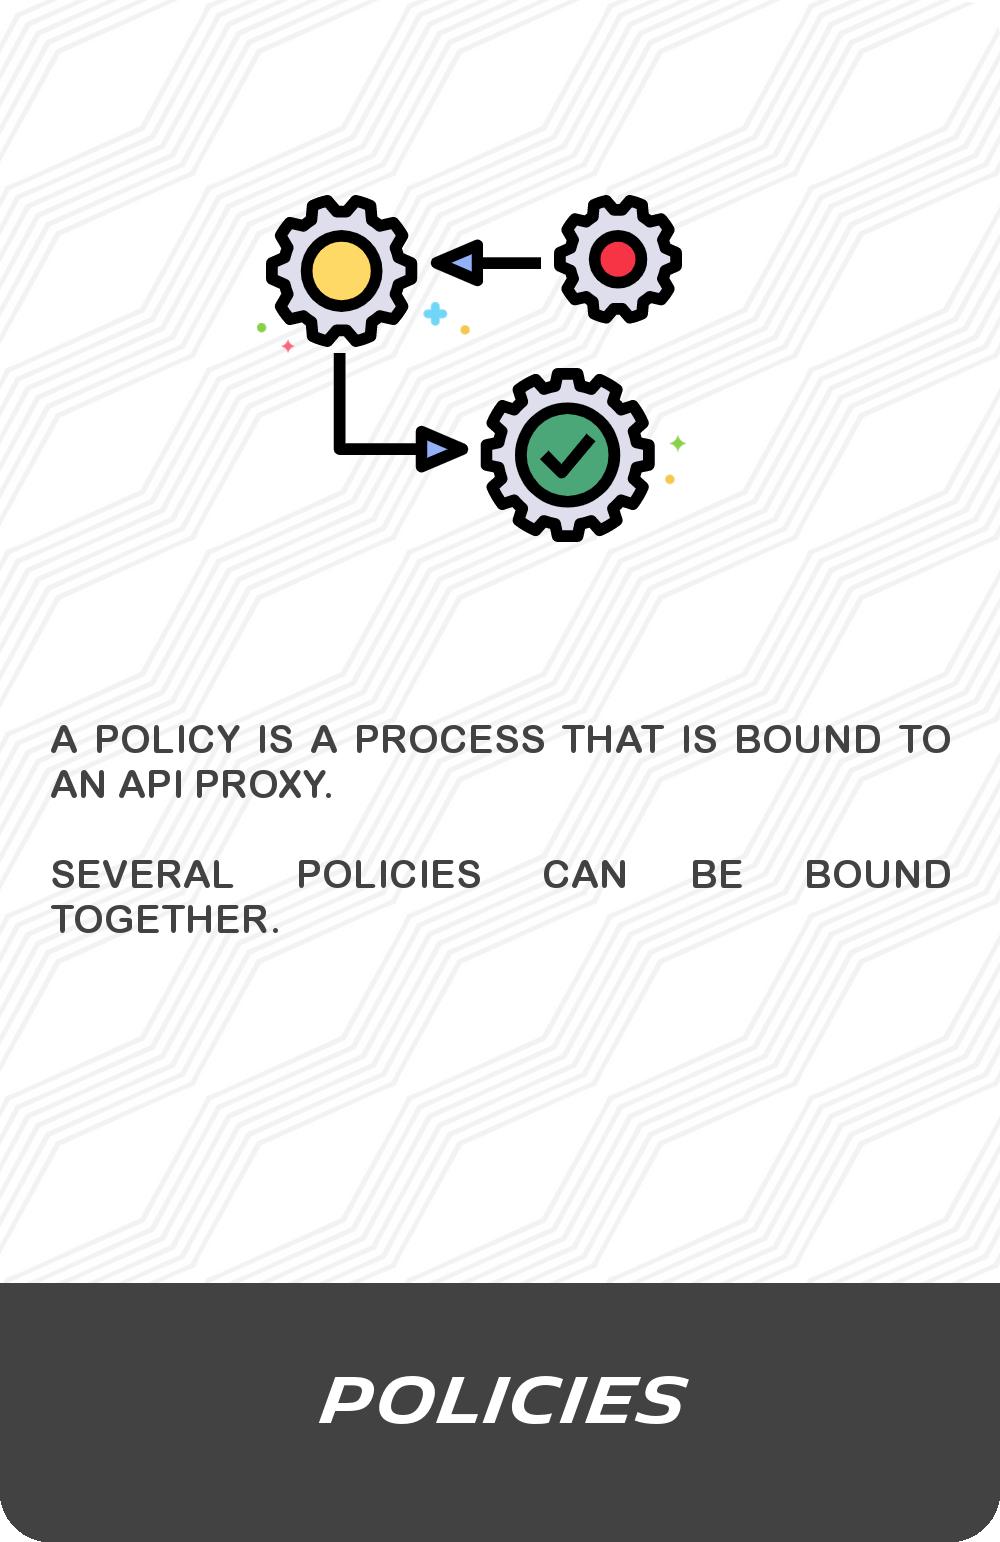 A POLICY IS A PROCESS THAT IS BOUND TO
AN API PROXY.
SEVERAL POLICIES CAN BE BOUND
TOGETHER.
POLICIES